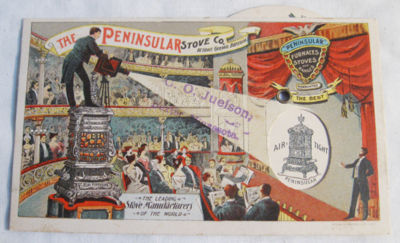 THE PENINSULAR STOVE CO.
"PENINSULAR"
FURNACES
STOVES
THE BEST
O. Juelson,
AIR-TIGHT
PENINSULAR
THE LEADING
Stove Manufacturers
OF THE WORLD